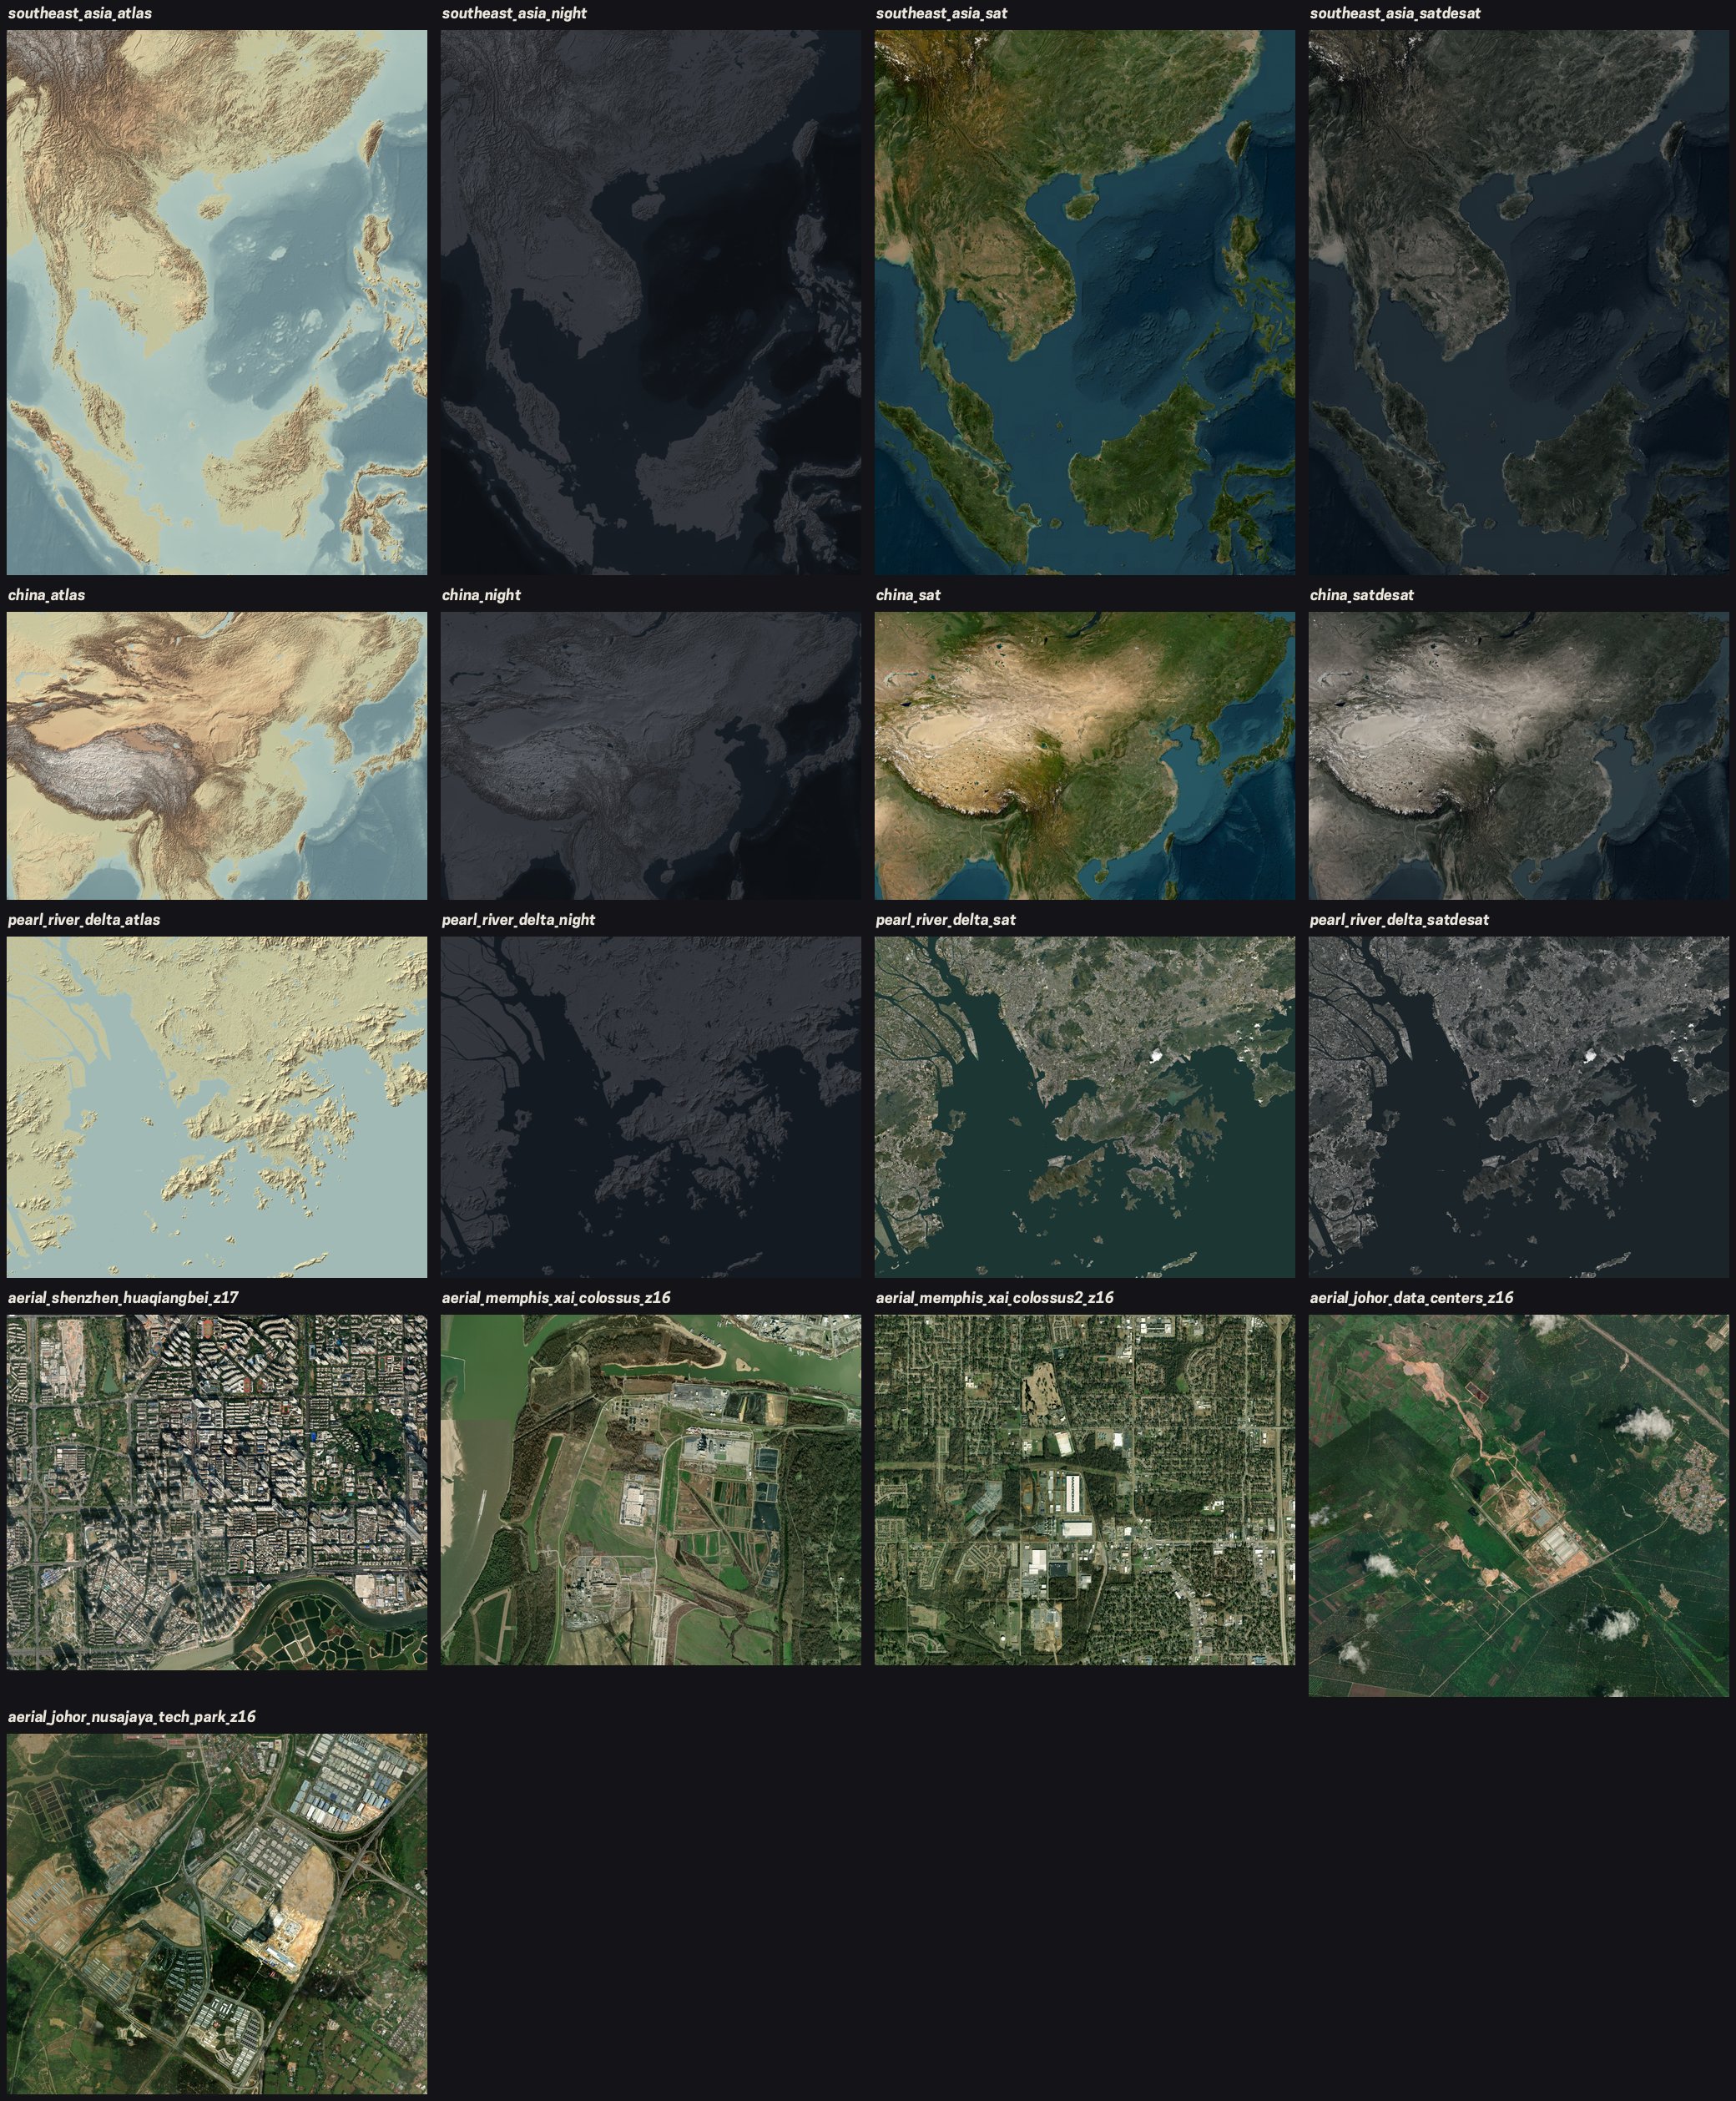 southeast_asia_atlas
southeast_asia_night
southeast_asia_sat
southeast_asia_satdesat
china_atlas
china_night
china_sat
china_satdesat
pearl_river_delta_atlas
pearl_river_delta_night
pearl_river_delta_sat
pearl_river_delta_satdesat
aerial_shenzhen_huaqiangbei_z17
aerial_memphis_xai_colossus_z16
aerial_memphis_xai_colossus2_z16
aerial_johor_data_centers_z16
aerial_johor_nusajaya_tech_park_z16